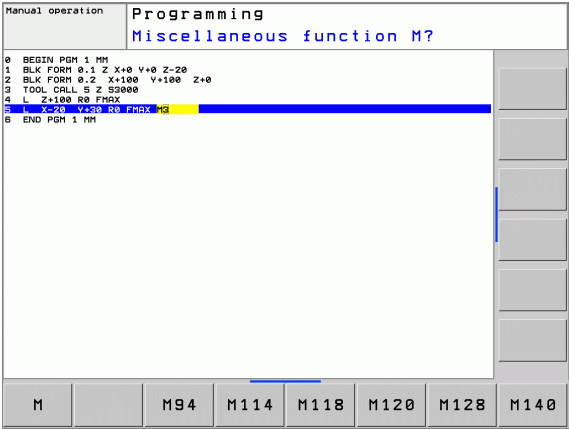 Manual operation
Programming
Miscellaneous function M?
0 BEGIN PGM 1 MM
1 BLK FORM 0.1 Z X+0 Y+0 Z-20
2 BLK FORM 0.2 X+100 Y+100 Z+0
3 TOOL CALL 5 Z S3000
4 L Z+100 R0 FMAX
5 L X-20 Y+30 R0 FMAX M3
6 END PGM 1 MM
M M94 M114 M118 M120 M128 M140